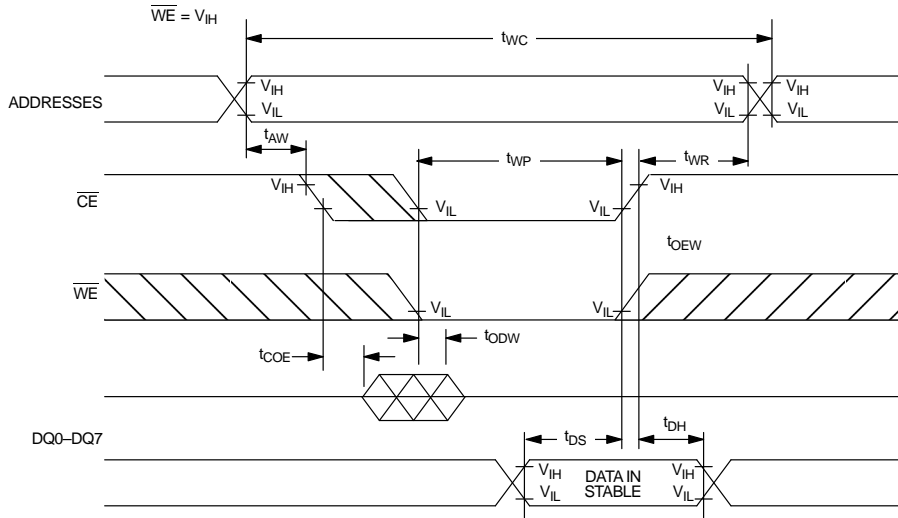 WE = VIH
tWC
ADDRESSES
VIH
VIH
VIH
VIL
VIL
VIL
tAW
tWP
tWR
CE
VIH
VIH
VIL
VIL
tOEW
WE
VIL
VIL
tCOE
tODW
DQ0–DQ7
tDS
tDH
VIH
DATA IN
VIH
VIL
STABLE
VIL